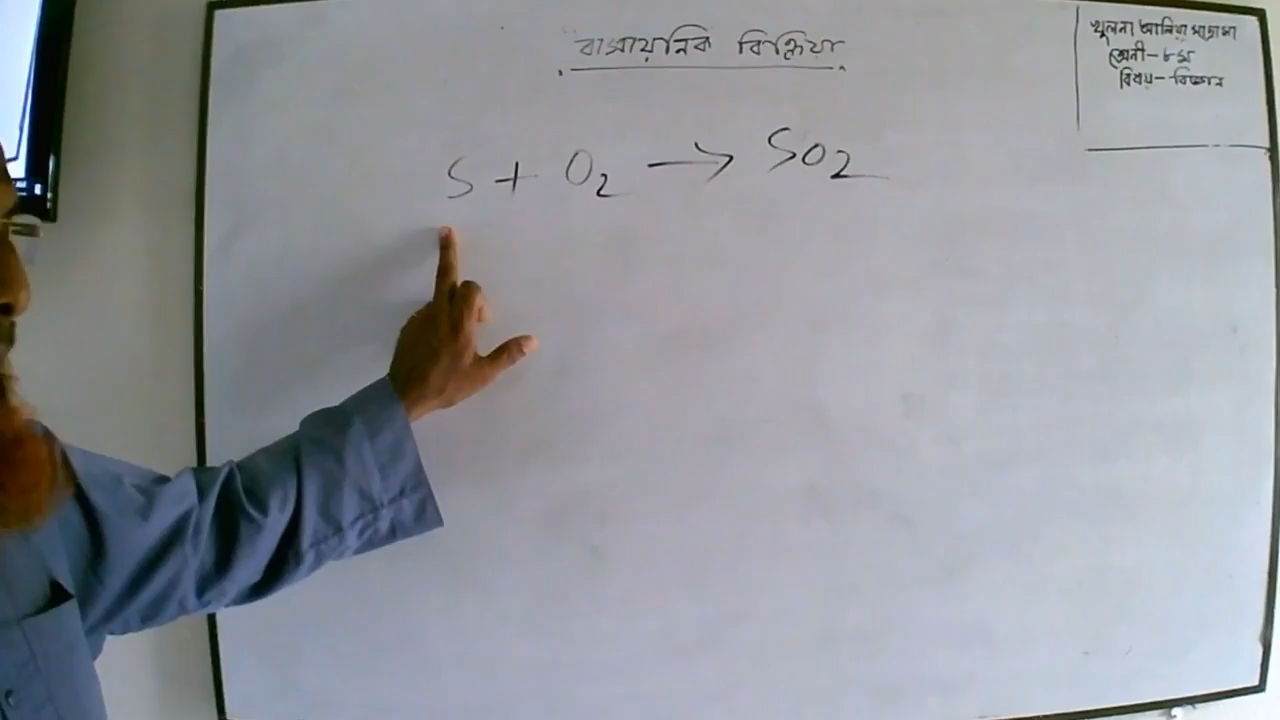 রাসায়নিক বিক্রিয়া
খুলনা আলিয়া মাদ্রাসা
শ্রেনী-৮ম
বিষয়-বিজ্ঞান
S + O₂ → SO₂